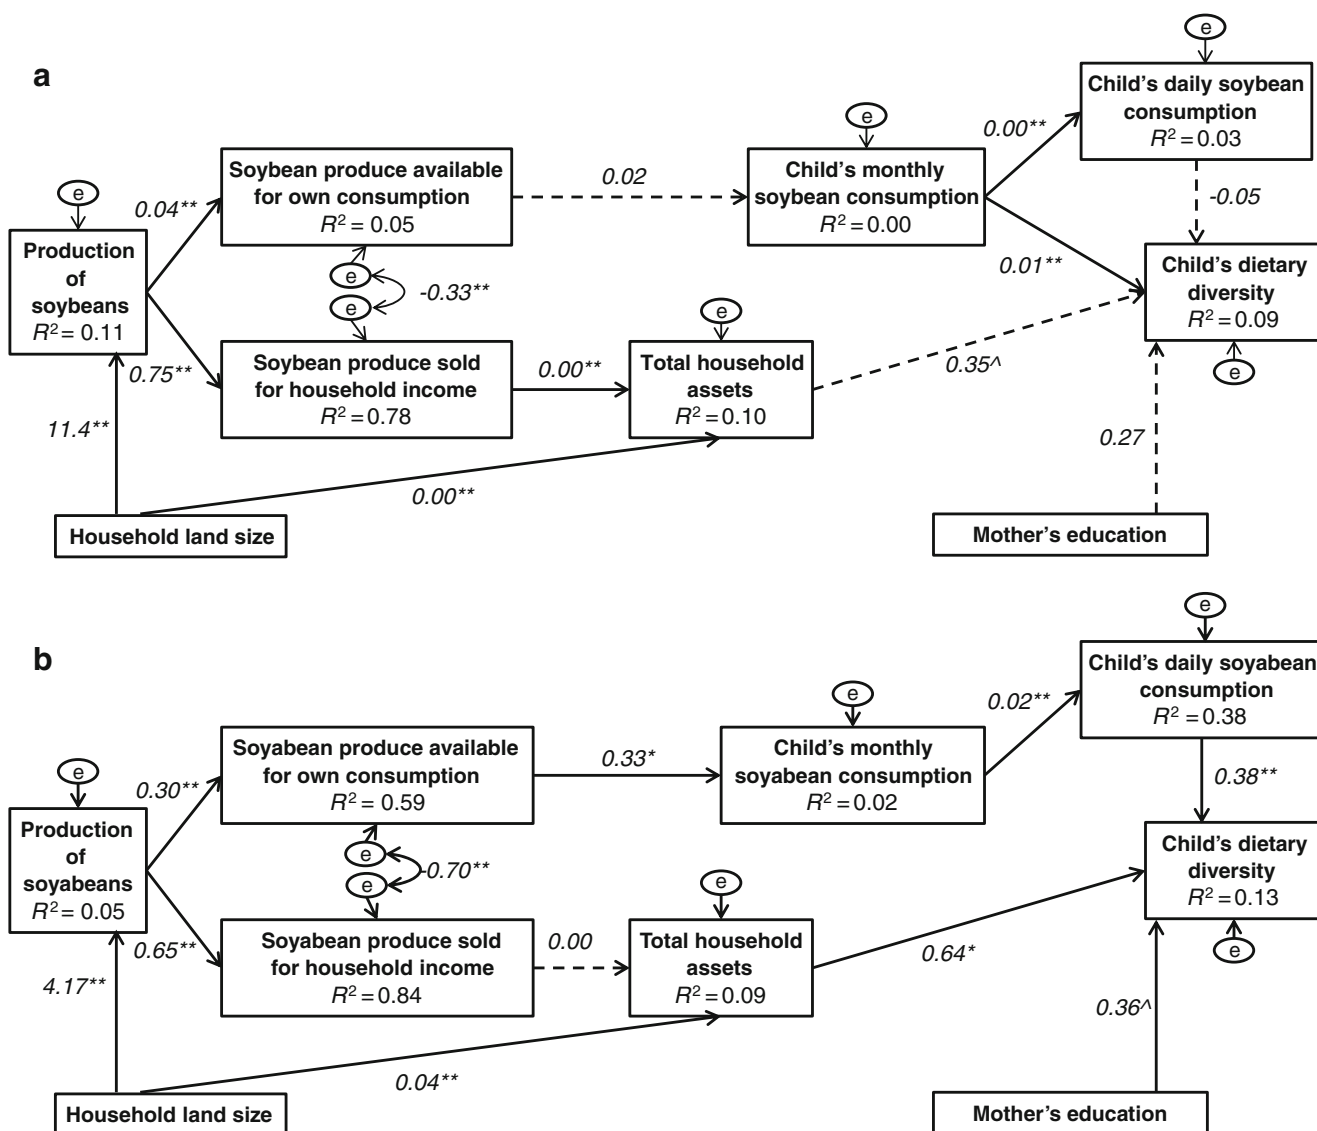 a
e
Child's daily soybean
consumption
R² = 0.03
e
0.00**
Child's monthly
soybean consumption
R² = 0.00
Soybean produce available
for own consumption
R² = 0.05
0.02
-0.05
e
0.04**
Production
of
soybeans
R² = 0.11
e
e
-0.33**
0.01**
Child's dietary
diversity
R² = 0.09
e
e
0.75**
Soybean produce sold
for household income
R² = 0.78
0.00**
Total household
assets
R² = 0.10
0.35^
11.4**
0.27
0.00**
Household land size
Mother's education
b
e
Child's daily soyabean
consumption
R² = 0.38
e
0.02**
Child's monthly
soyabean consumption
R² = 0.02
Soyabean produce available
for own consumption
R² = 0.59
0.33*
0.38**
e
0.30**
Production
of
soyabeans
R² = 0.05
e
e
-0.70**
Child's dietary
diversity
R² = 0.13
e
e
0.65**
Soyabean produce sold
for household income
R² = 0.84
0.00
Total household
assets
R² = 0.09
0.64*
4.17**
0.36^
0.04**
Household land size
Mother's education